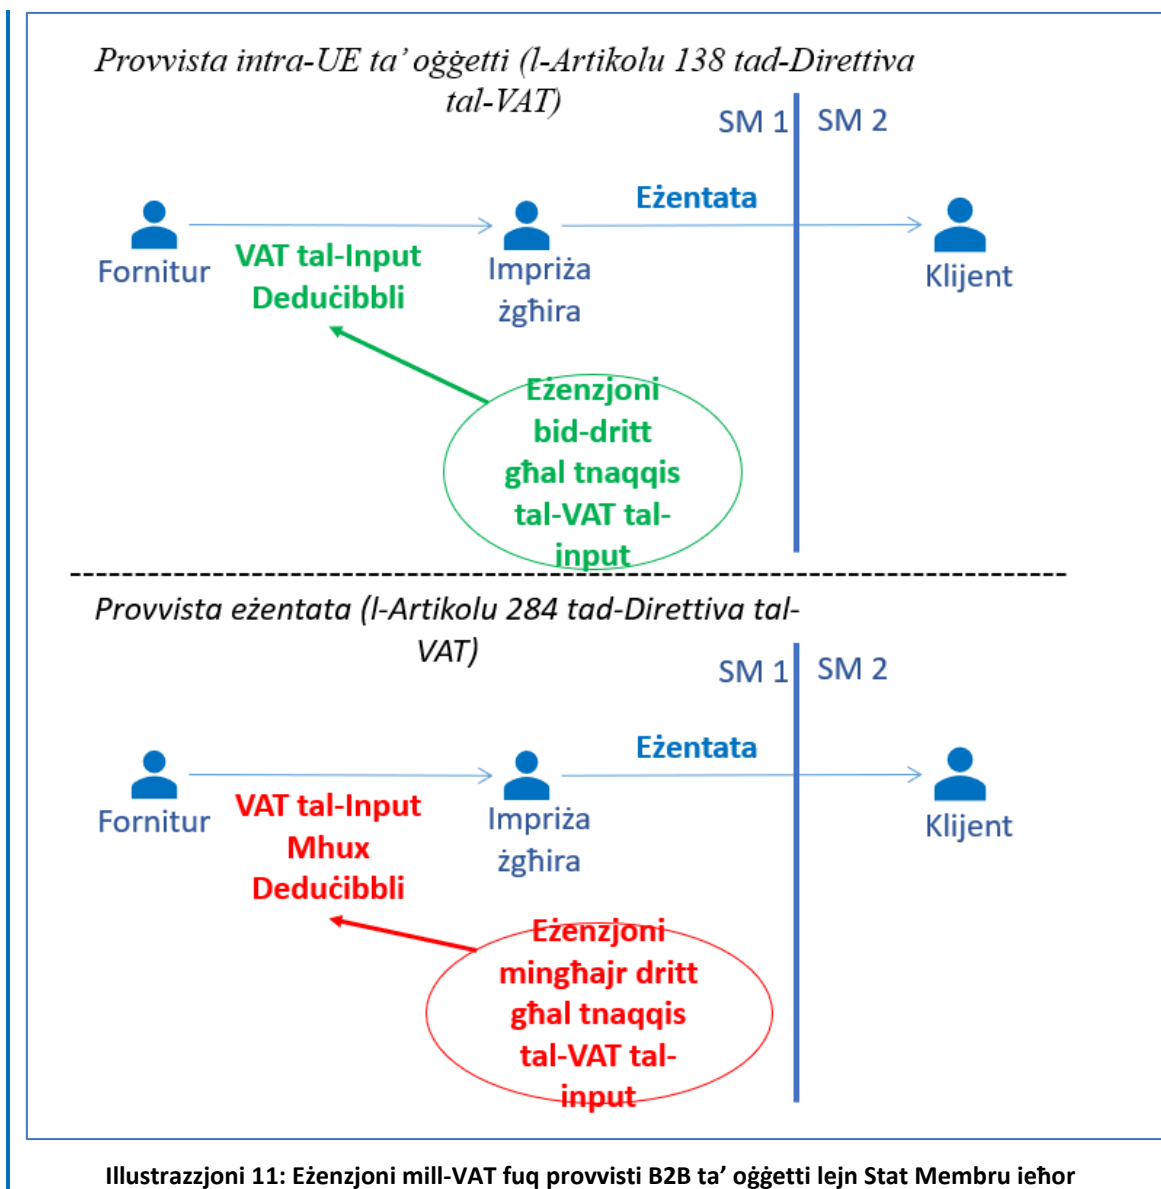 Provvista intra-UE ta’ oġġetti (l-Artikolu 138 tad-Direttiva
tal-VAT)
SM 1
SM 2
Eżentata
Fornitur
VAT tal-Input
Deduċibbli
Impriża
żgħira
Klijent
Eżenzjoni
bid-dritt
għal tnaqqis
tal-VAT tal-
input
Provvista eżentata (l-Artikolu 284 tad-Direttiva tal-
VAT)
SM 1
SM 2
Eżentata
Fornitur
VAT tal-Input
Mhux
Deduċibbli
Impriża
żgħira
Klijent
Eżenzjoni
mingħajr dritt
għal tnaqqis
tal-VAT tal-
input
Illustrazzjoni 11: Eżenzjoni mill-VAT fuq provvisti B2B ta’ oġġetti lejn Stat Membru ieħor